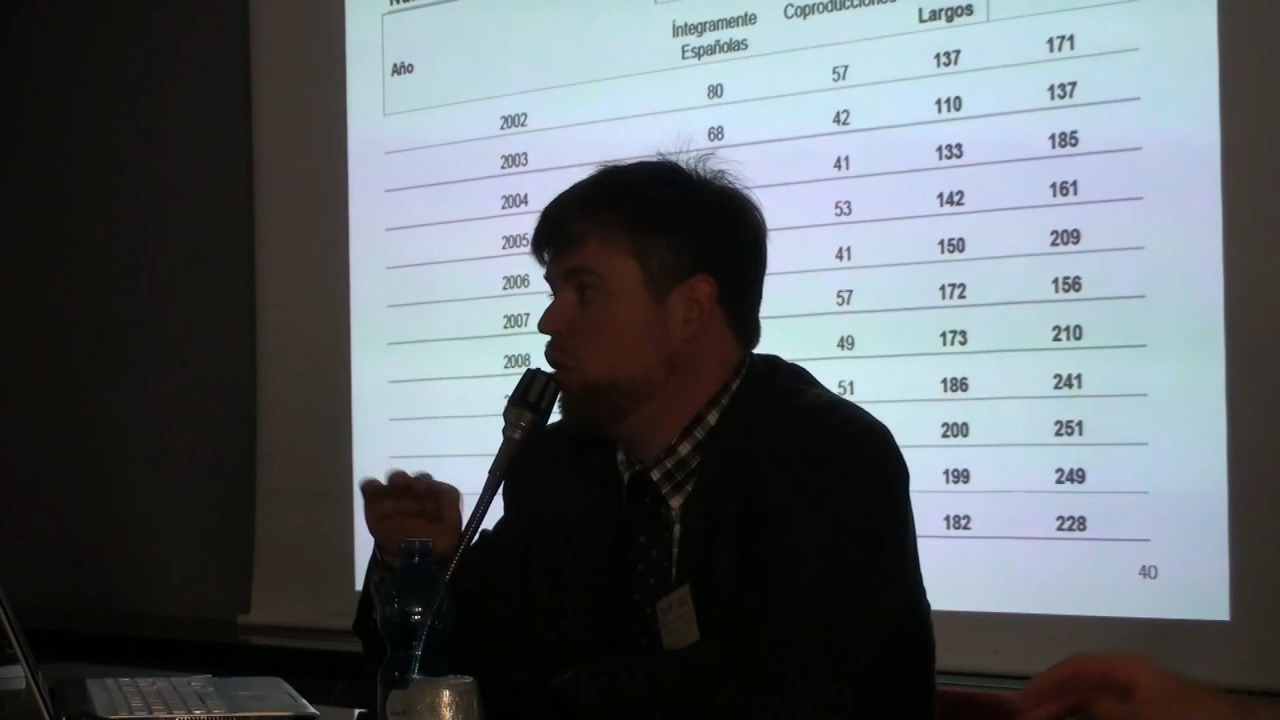 Íntegramente Españolas Coproducciones Largos
Año
2002 80 57 137 171
2003 68 42 110 137
2004 41 133 185
2005 53 142 161
2006 41 150 209
2007 57 172 156
2008 49 173 210
51 186 241
200 251
199 249
182 228
40